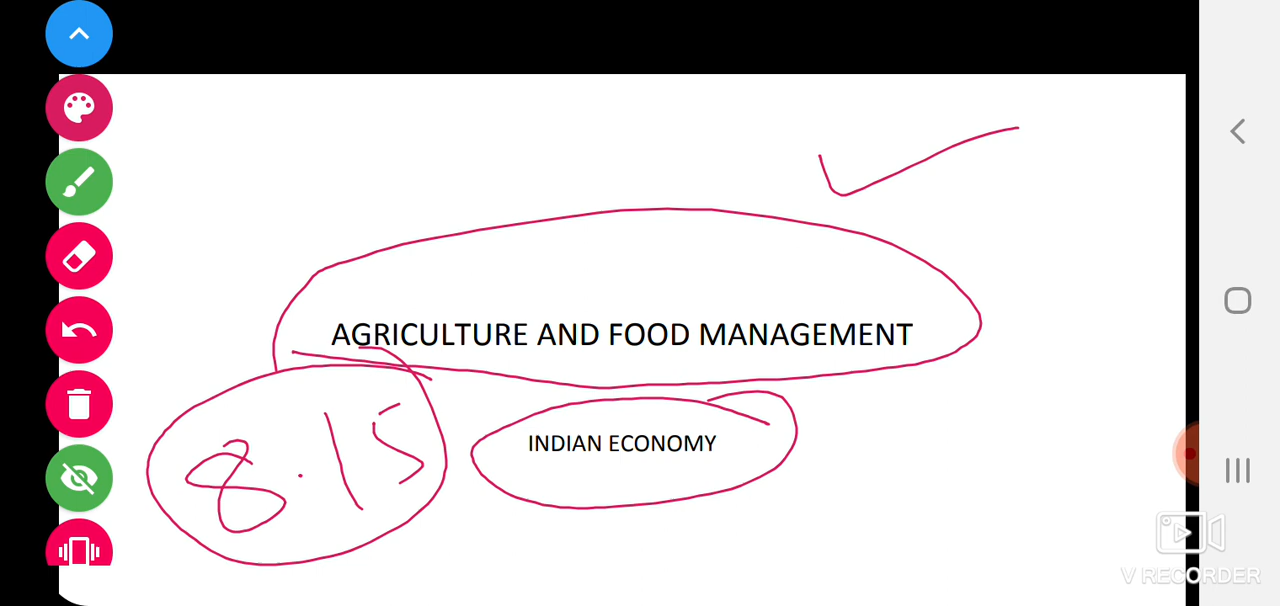 AGRICULTURE AND FOOD MANAGEMENT
8.15
INDIAN ECONOMY
V RECORDER